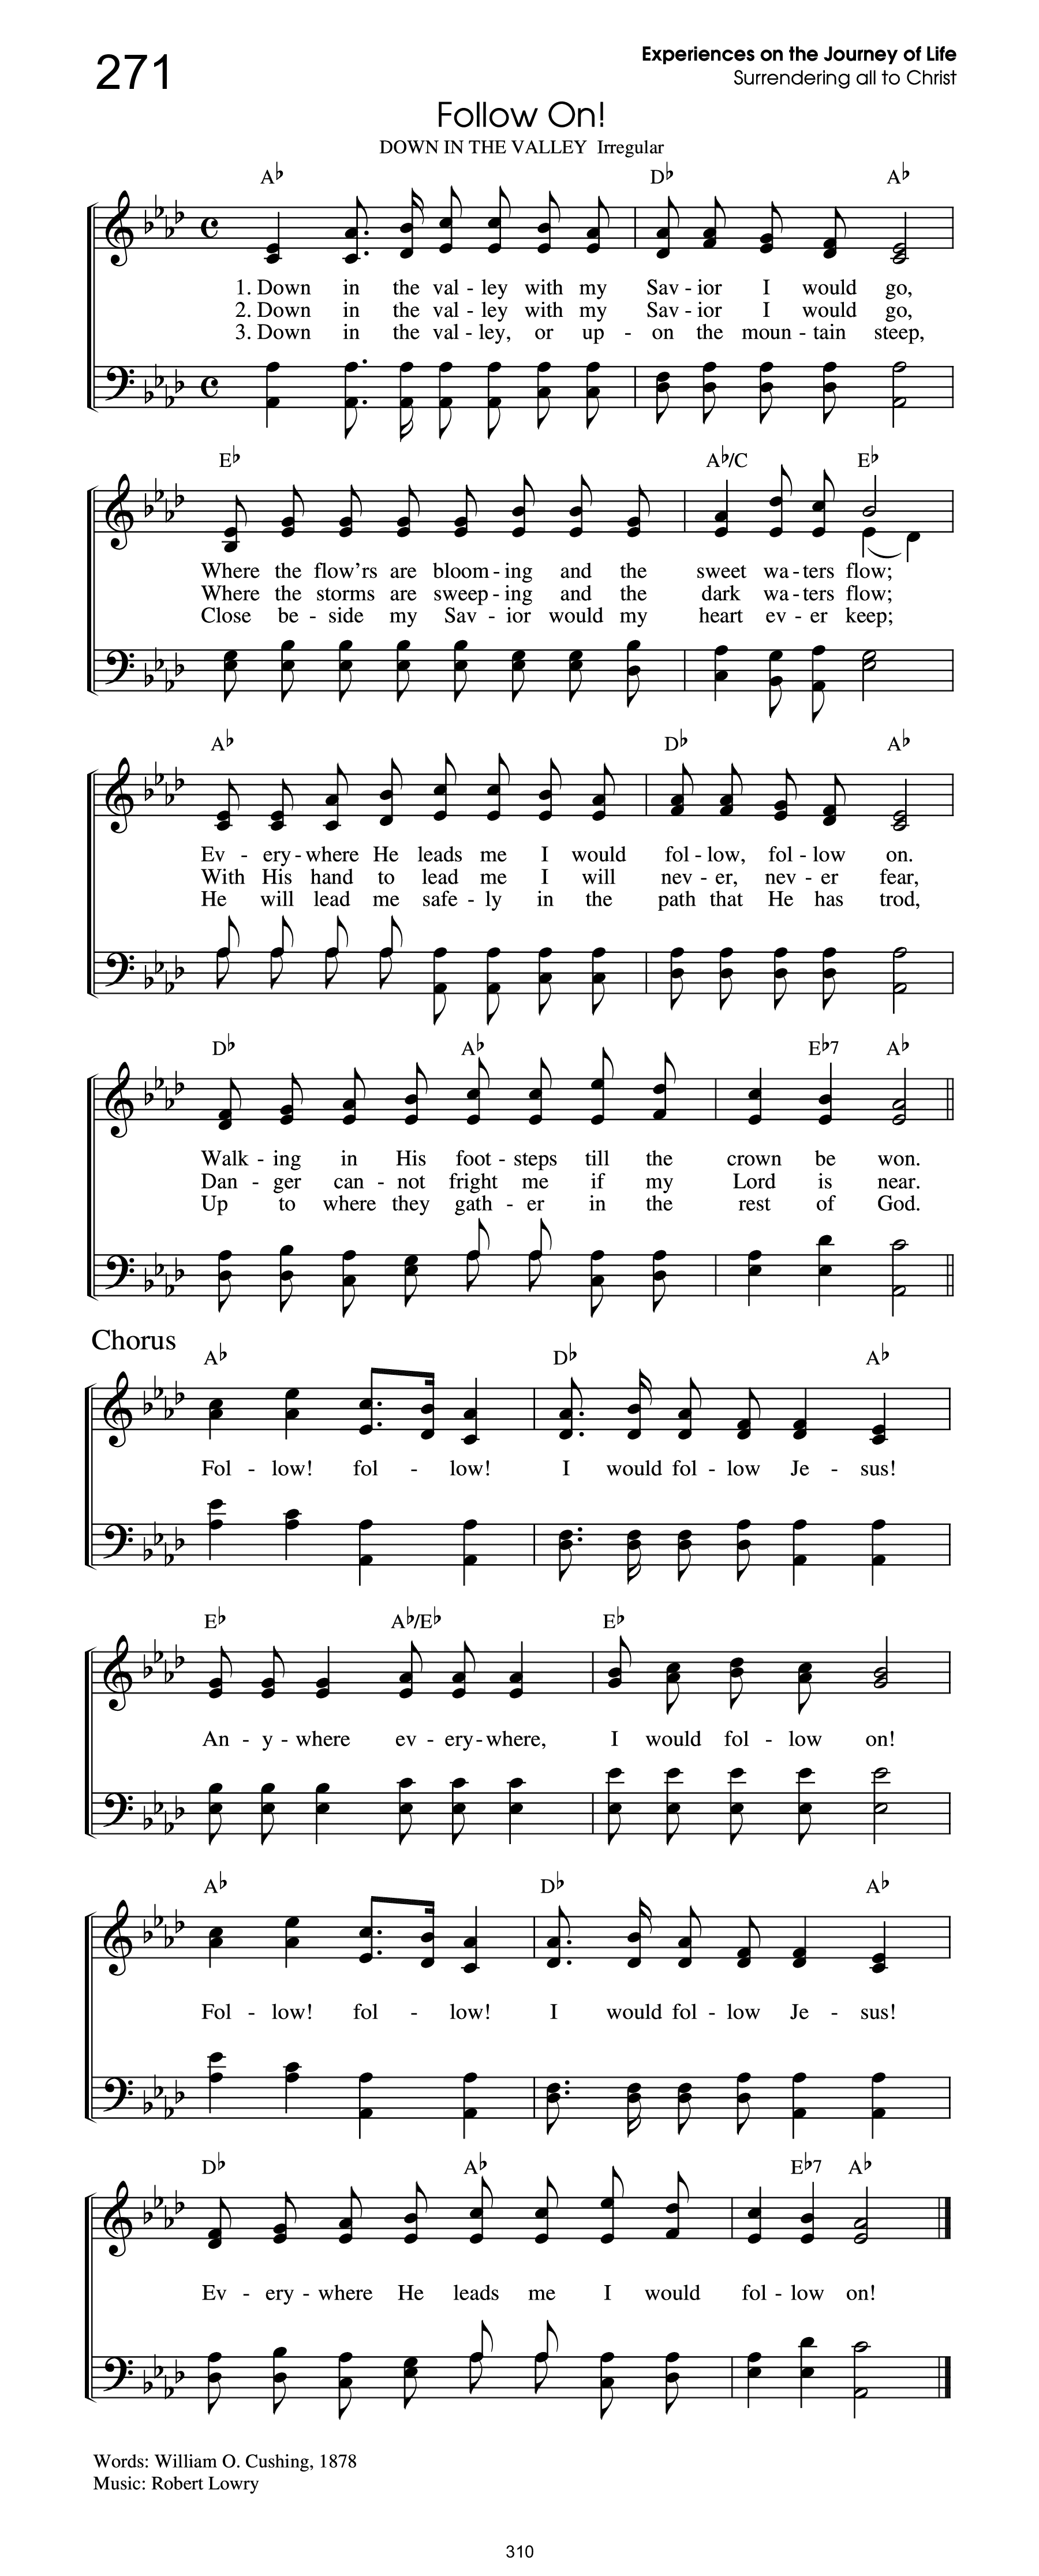 271
Experiences on the Journey of Life
Surrendering all to Christ
Follow On!
DOWN IN THE VALLEY  Irregular
A♭ D♭ A♭
1. Down in the val - ley with my Sav - ior I would go,
2. Down in the val - ley with my Sav - ior I would go,
3. Down in the val - ley, or up - on the moun - tain steep,
E♭ A♭/C E♭
Where the flow'rs are bloom - ing and the sweet wa - ters flow;
Where the storms are sweep - ing and the dark wa - ters flow;
Close be - side my Sav - ior would my heart ev - er keep;
A♭ D♭ A♭
Ev - ery - where He leads me I would fol - low, fol - low on.
With His hand to lead me I will nev - er, nev - er fear,
He will lead me safe - ly in the path that He has trod,
D♭ A♭ E♭7 A♭
Walk - ing in His foot - steps till the crown be won.
Dan - ger can - not fright me if my Lord is near.
Up to where they gath - er in the rest of God.
Chorus
A♭ D♭ A♭
Fol - low! fol - low! I would fol - low Je - sus!
E♭ A♭/E♭ E♭
An - y - where ev - ery - where, I would fol - low on!
A♭ D♭ A♭
Fol - low! fol - low! I would fol - low Je - sus!
D♭ A♭ E♭7 A♭
Ev - ery - where He leads me I would fol - low on!
Words: William O. Cushing, 1878
Music: Robert Lowry
310